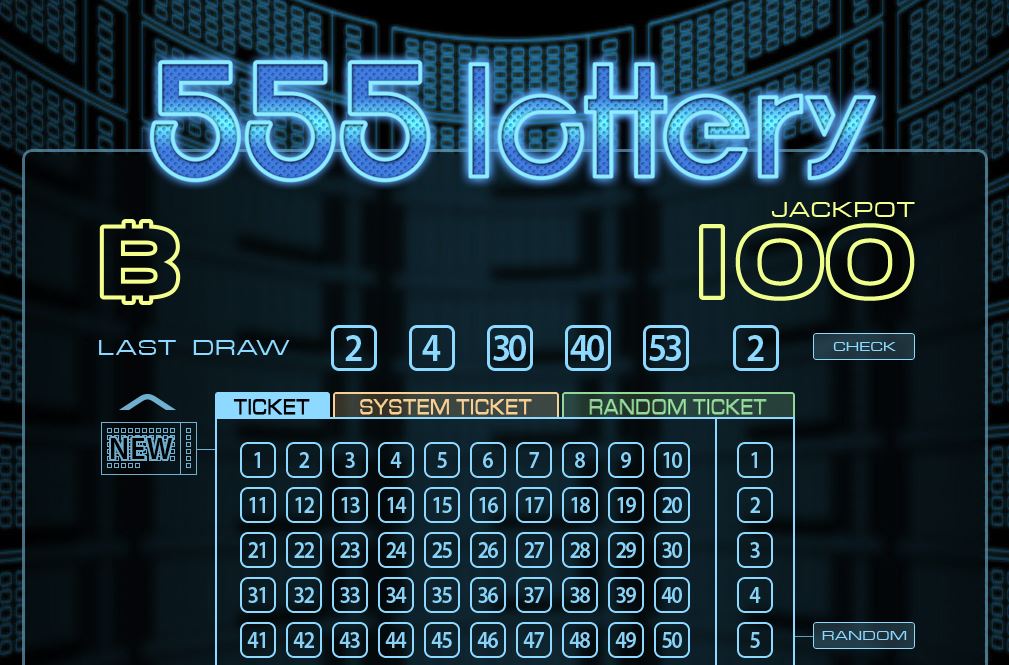 555 lottery
JACKPOT
100
LAST DRAW 2 4 30 40 53 2 CHECK
TICKET SYSTEM TICKET RANDOM TICKET
NEW
1 2 3 4 5 6 7 8 9 10 1
11 12 13 14 15 16 17 18 19 20 2
21 22 23 24 25 26 27 28 29 30 3
31 32 33 34 35 36 37 38 39 40 4
41 42 43 44 45 46 47 48 49 50 5
RANDOM